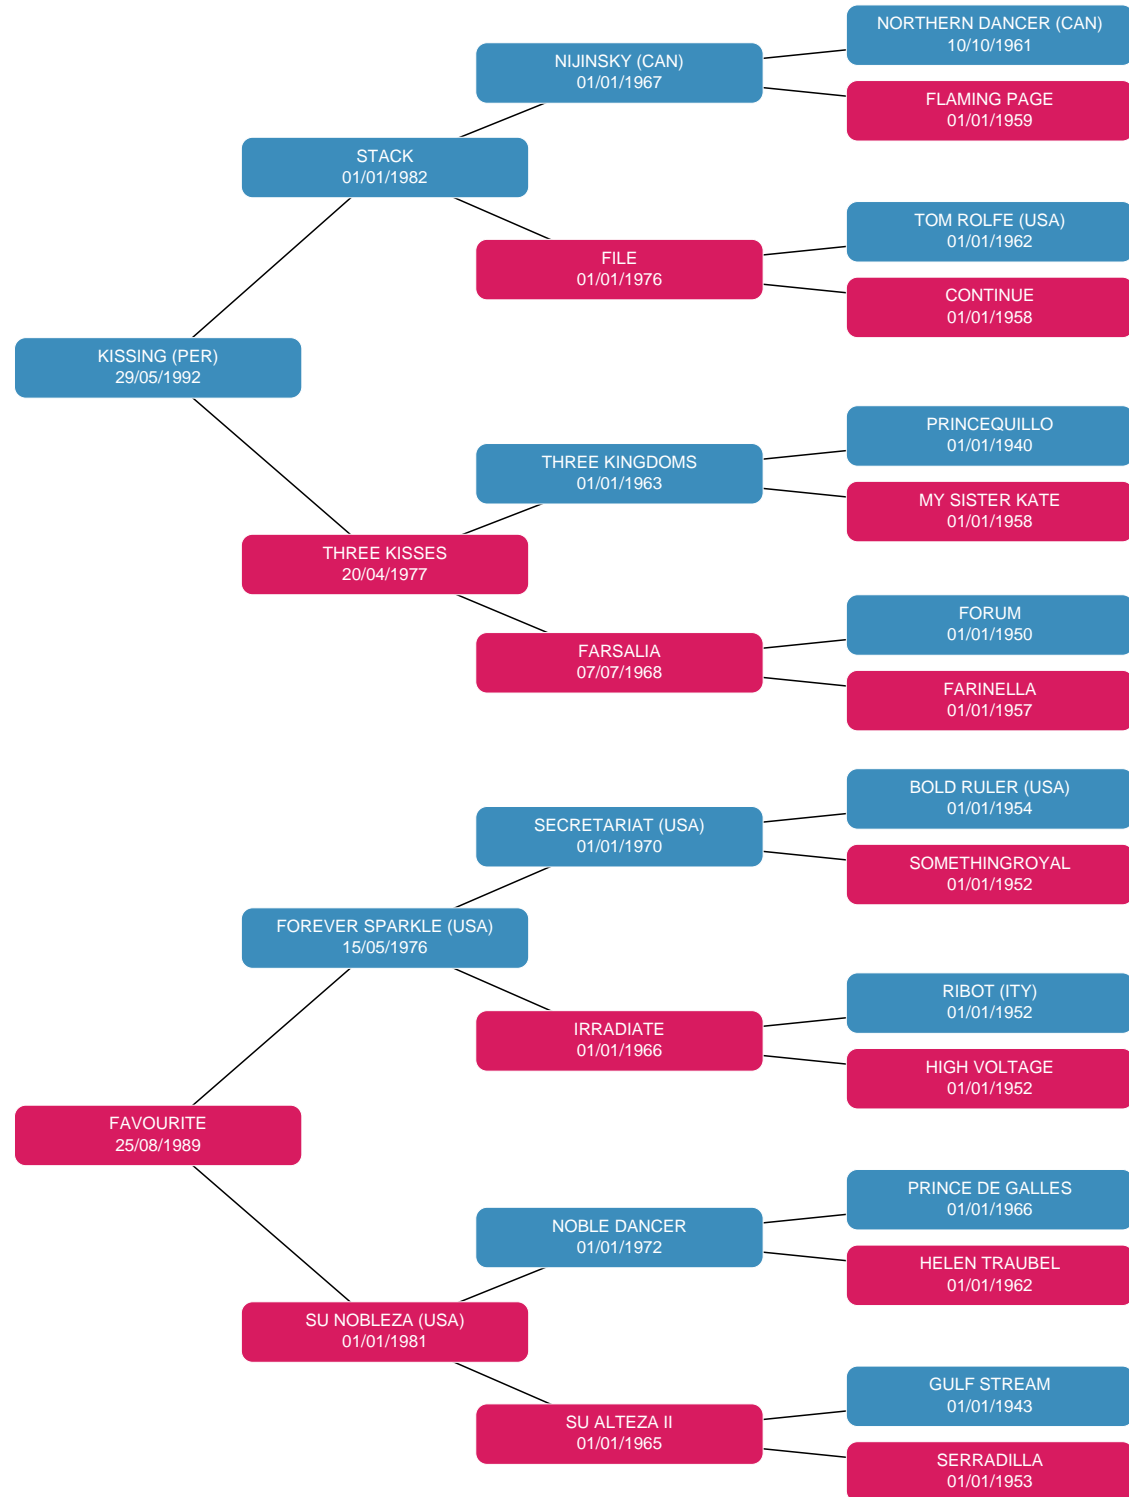 NORTHERN DANCER (CAN)
10/10/1961
NIJINSKY (CAN)
01/01/1967
FLAMING PAGE
01/01/1959
STACK
01/01/1982
TOM ROLFE (USA)
01/01/1962
FILE
01/01/1976
CONTINUE
01/01/1958
KISSING (PER)
29/05/1992
PRINCEQUILLO
01/01/1940
THREE KINGDOMS
01/01/1963
MY SISTER KATE
01/01/1958
THREE KISSES
20/04/1977
FORUM
01/01/1950
FARSALIA
07/07/1968
FARINELLA
01/01/1957
BOLD RULER (USA)
01/01/1954
SECRETARIAT (USA)
01/01/1970
SOMETHINGROYAL
01/01/1952
FOREVER SPARKLE (USA)
15/05/1976
RIBOT (ITY)
01/01/1952
IRRADIATE
01/01/1966
HIGH VOLTAGE
01/01/1952
FAVOURITE
25/08/1989
PRINCE DE GALLES
01/01/1966
NOBLE DANCER
01/01/1972
HELEN TRAUBEL
01/01/1962
SU NOBLEZA (USA)
01/01/1981
GULF STREAM
01/01/1943
SU ALTEZA II
01/01/1965
SERRADILLA
01/01/1953